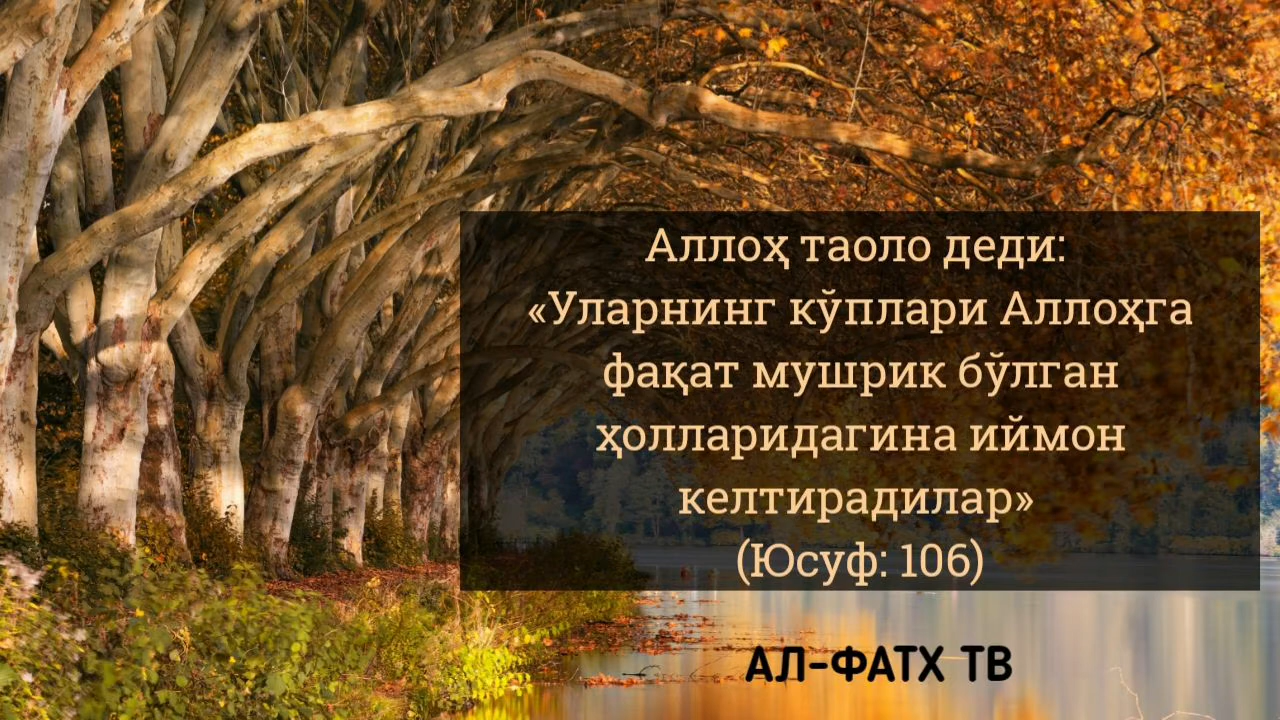 Аллоҳ таоло деди:
«Уларнинг кўплари Аллоҳга
фақат мушрик бўлган
ҳолларидагина иймон
келтирадилар»
(Юсуф: 106)
АЛ-ФАТХ ТВ